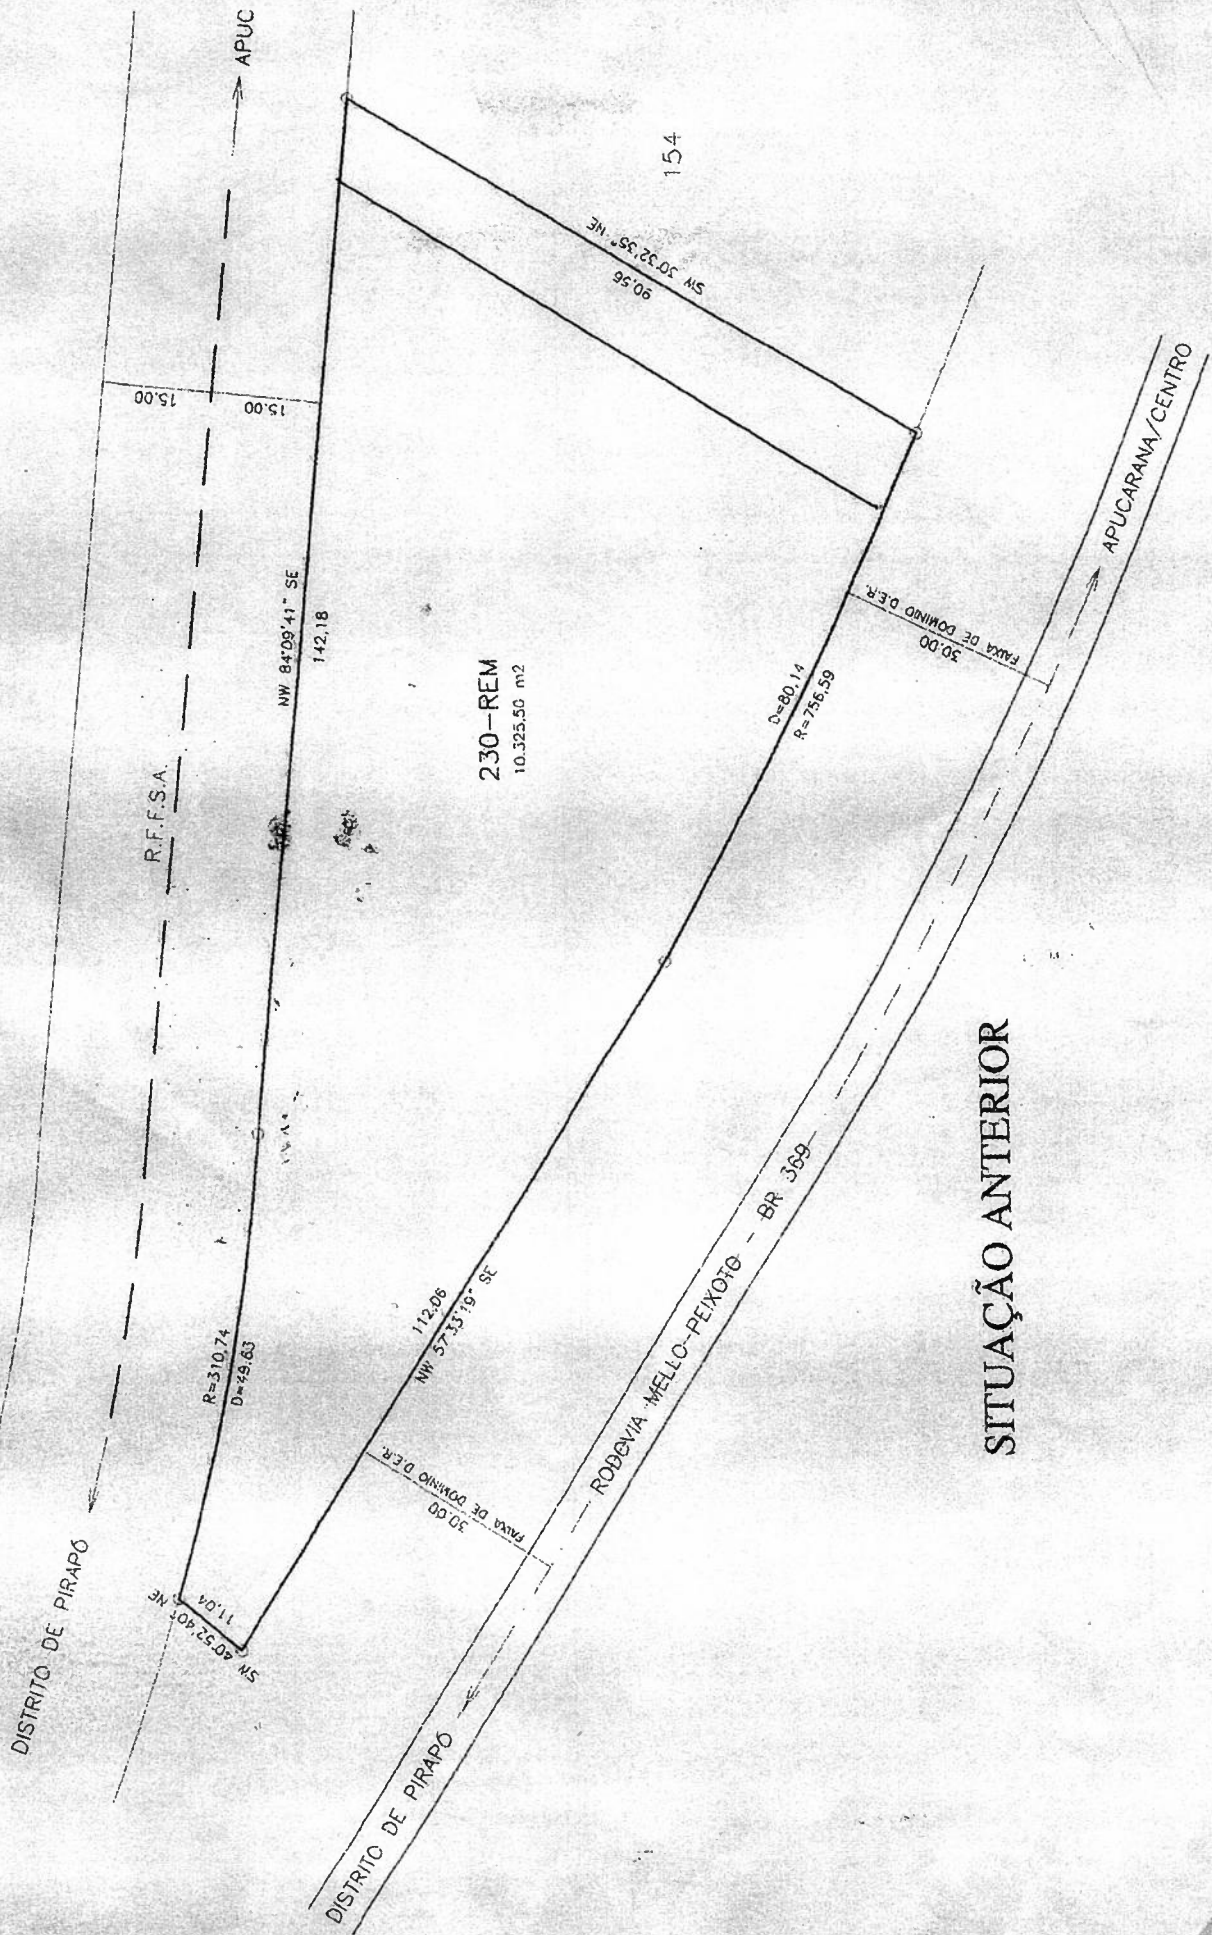 DISTRITO DE PIRAPÓ
R.F.F.S.A.
APUC
15.00
15.00
NW 84°09'41" SE
142,18
R=310,74
D=49,63
SW 40°52'40" NE
11,04
230-REM
10.325,50 m2
SW 30°32'35" NE
90,56
154
112,06
NW 57°33'19" SE
D=80,14
R=756,59
FAIXA DE DOMINIO D.E.R.
30.00
FAIXA DE DOMINIO D.E.R.
30.00
DISTRITO DE PIRAPÓ
RODOVIA MELLO PEIXOTO - BR 369
APUCARANA/CENTRO
SITUAÇÃO ANTERIOR